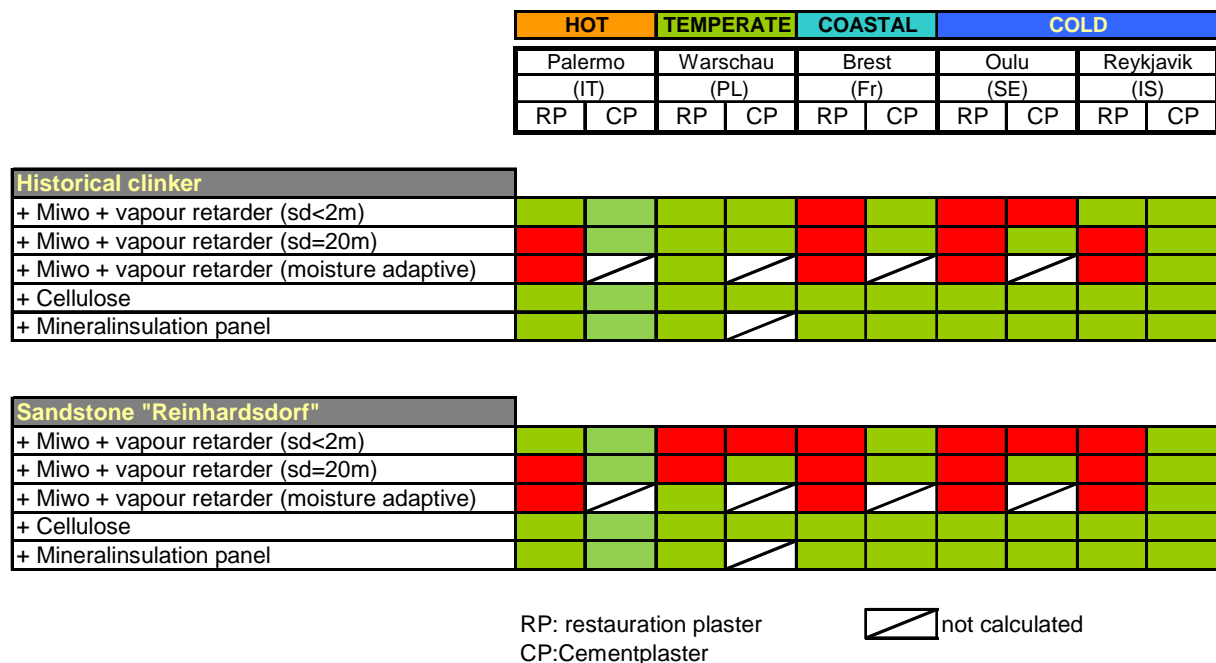 HOT TEMPERATE COASTAL COLD
Palermo Warschau Brest Oulu Reykjavik
(IT) (PL) (Fr) (SE) (IS)
RP CP RP CP RP CP RP CP RP CP
Historical clinker
+ Miwo + vapour retarder (sd<2m)
+ Miwo + vapour retarder (sd=20m)
+ Miwo + vapour retarder (moisture adaptive)
+ Cellulose
+ Mineralinsulation panel
Sandstone "Reinhardsdorf"
+ Miwo + vapour retarder (sd<2m)
+ Miwo + vapour retarder (sd=20m)
+ Miwo + vapour retarder (moisture adaptive)
+ Cellulose
+ Mineralinsulation panel
RP: restauration plaster not calculated
CP:Cementplaster